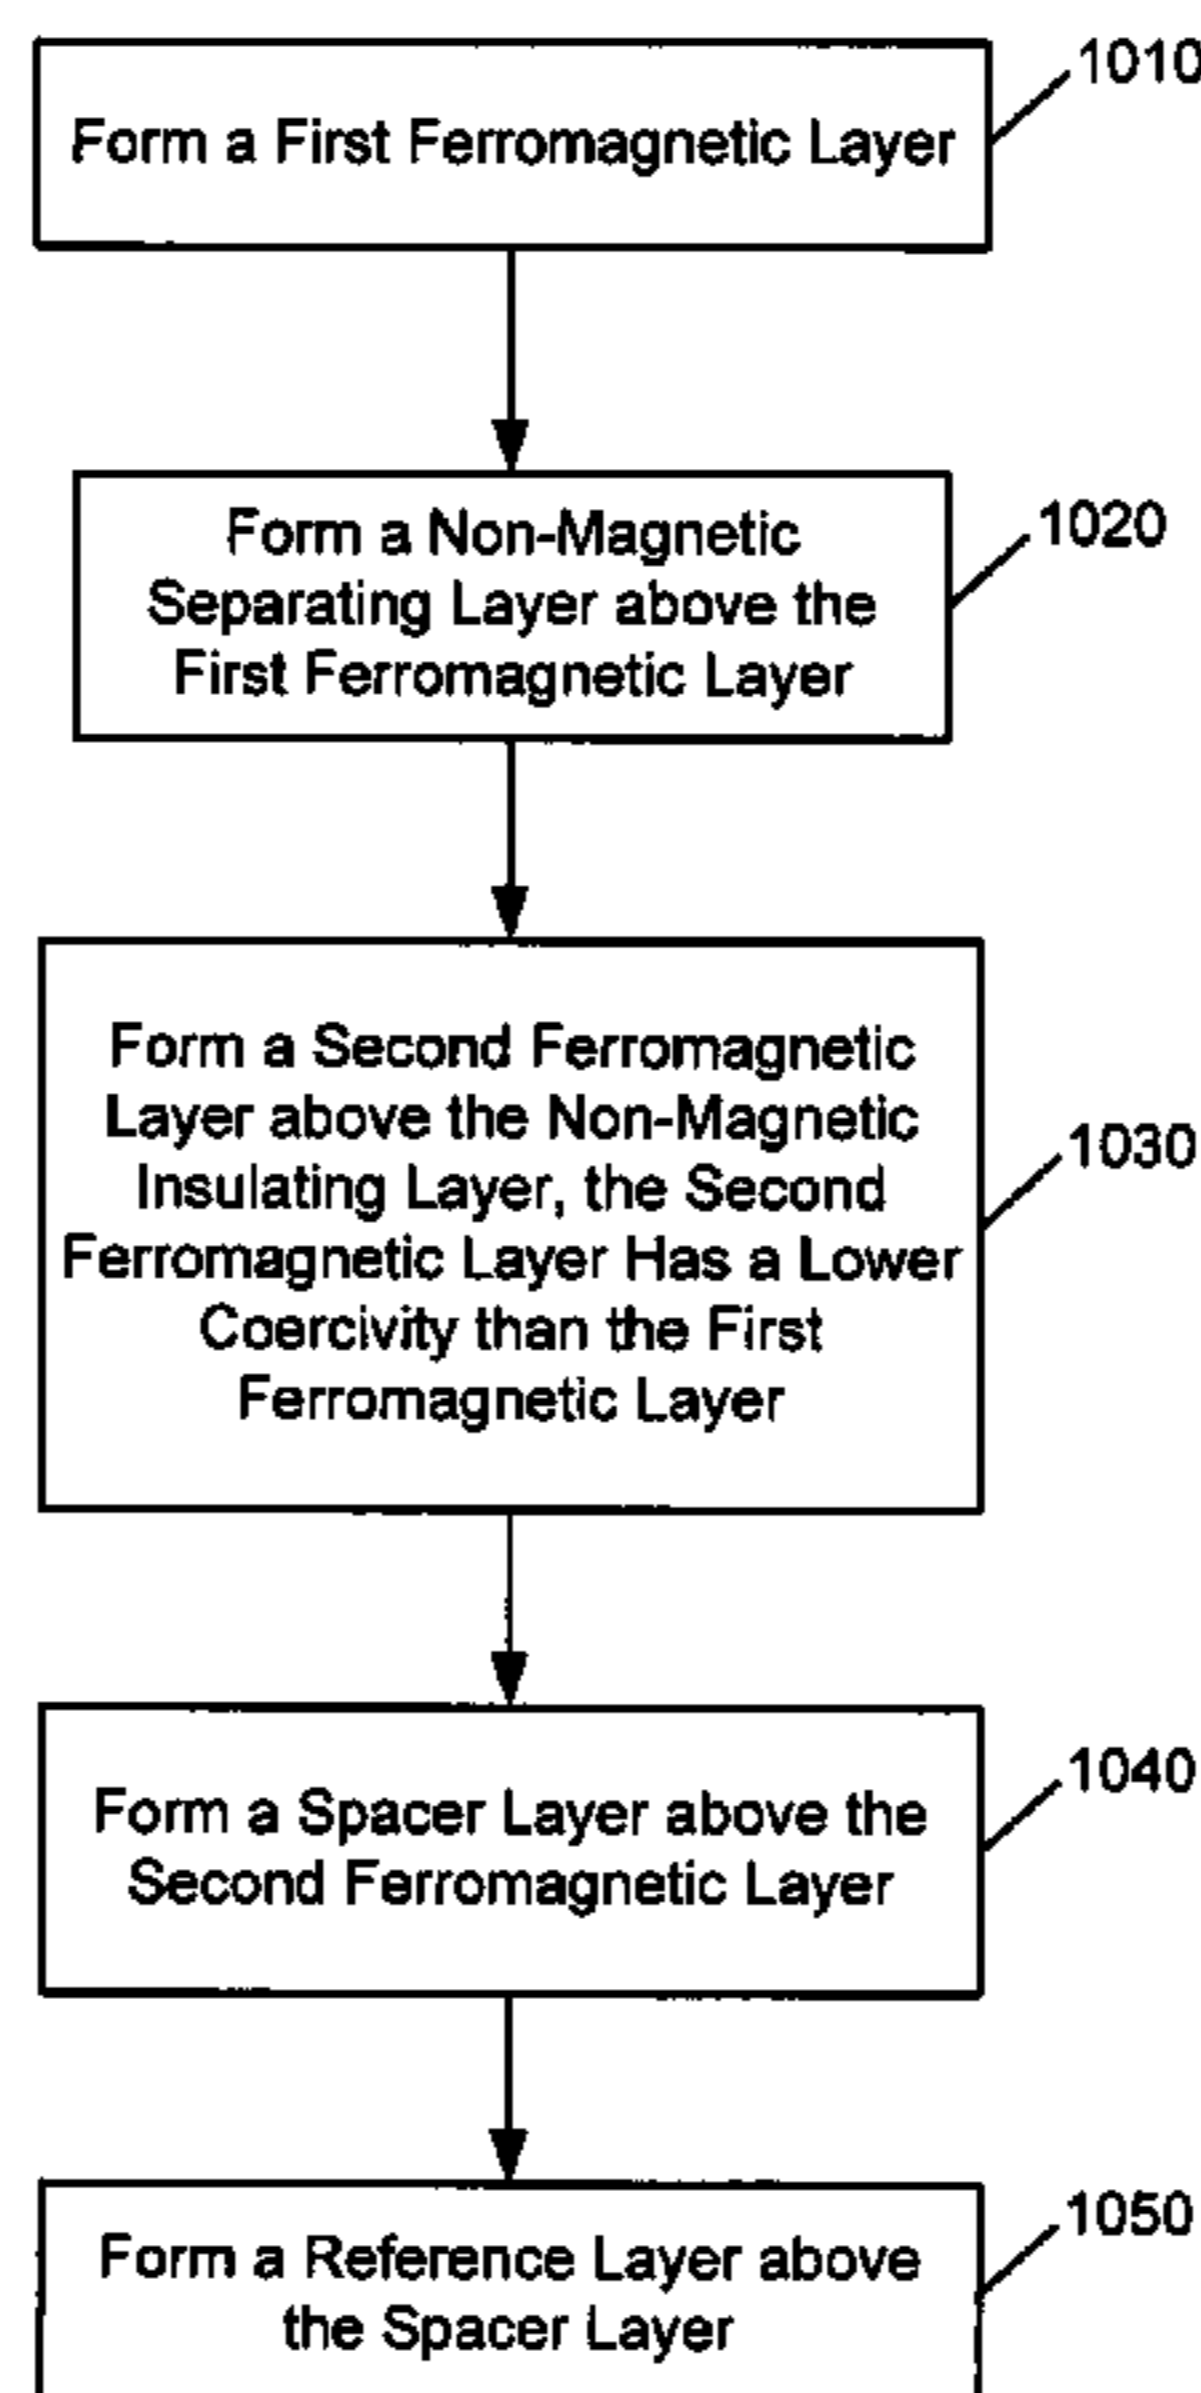 1010
Form a First Ferromagnetic Layer
1020
Form a Non-Magnetic
Separating Layer above the
First Ferromagnetic Layer
Form a Second Ferromagnetic
Layer above the Non-Magnetic
1030
Insulating Layer, the Second
Ferromagnetic Layer Has a Lower
Coercivity than the First
Ferromagnetic Layer
1040
Form a Spacer Layer above the
Second Ferromagnetic Layer
1050
Form a Reference Layer above
the Spacer Layer